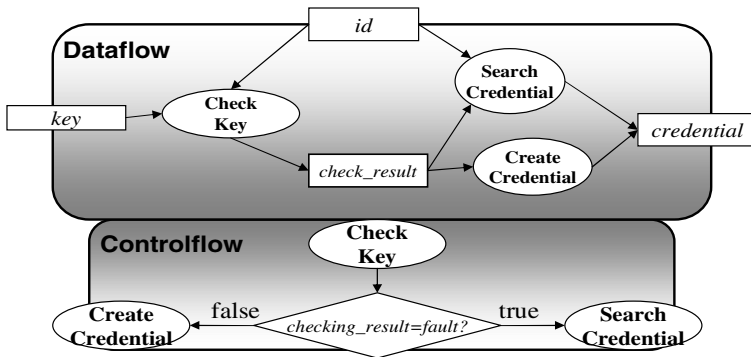 id
Dataflow
Search
Credential
Check
Key
key
credential
Create
Credential
check_result
Controlflow
Check
Key
false
true
Create
Credential
checking_result=fault?
Search
Credential